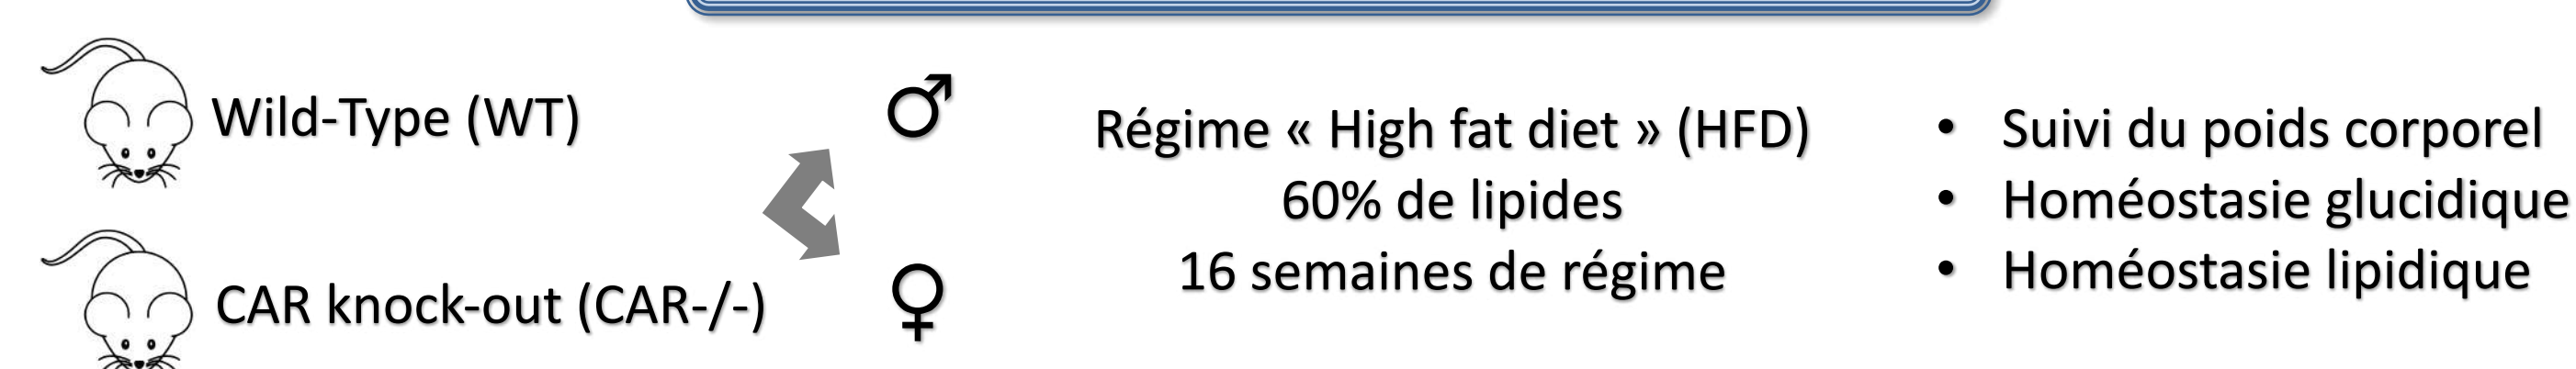 Wild-Type (WT)
CAR knock-out (CAR-/-)
♂
♀
Régime « High fat diet » (HFD)
60% de lipides
16 semaines de régime
• Suivi du poids corporel
• Homéostasie glucidique
• Homéostasie lipidique